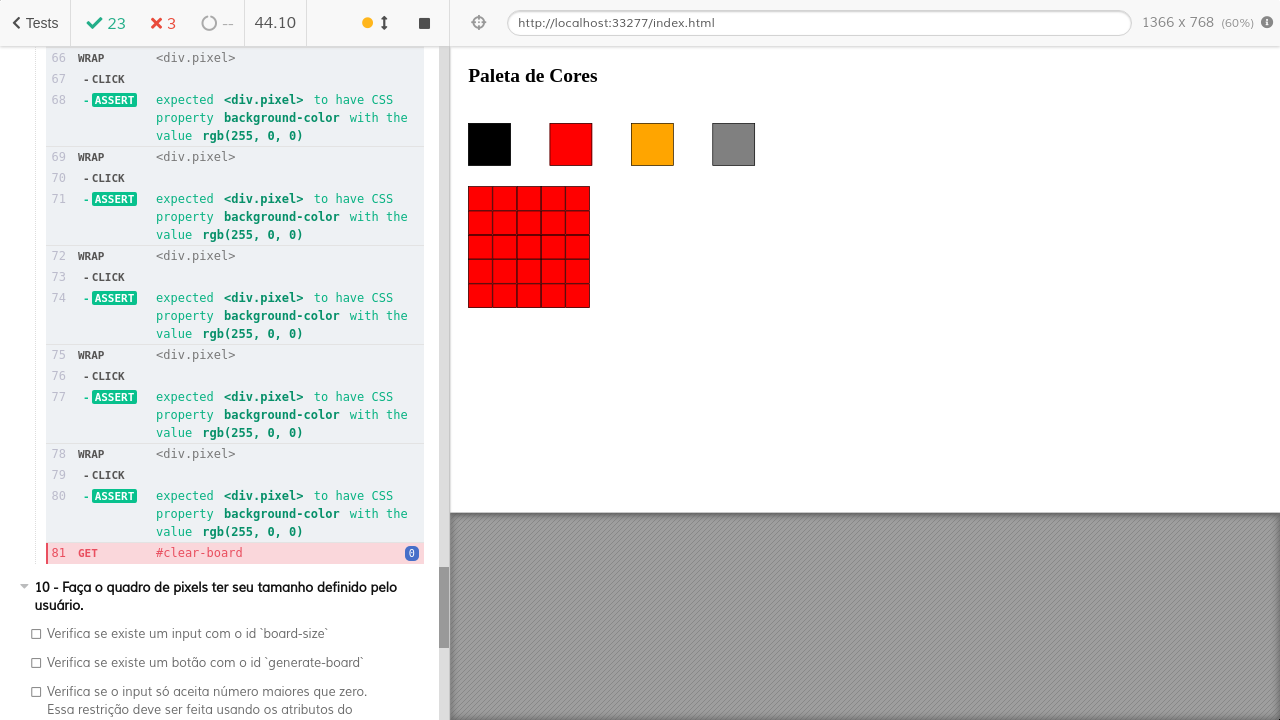 Tests 23 3 -- 44.10 http://localhost:33277/index.html 1366 x 768 (60%)
66 WRAP <div.pixel>
67 -CLICK
68 -ASSERT expected <div.pixel> to have CSS
property background-color with the
value rgb(255, 0, 0)
69 WRAP <div.pixel>
70 -CLICK
71 -ASSERT expected <div.pixel> to have CSS
property background-color with the
value rgb(255, 0, 0)
72 WRAP <div.pixel>
73 -CLICK
74 -ASSERT expected <div.pixel> to have CSS
property background-color with the
value rgb(255, 0, 0)
75 WRAP <div.pixel>
76 -CLICK
77 -ASSERT expected <div.pixel> to have CSS
property background-color with the
value rgb(255, 0, 0)
78 WRAP <div.pixel>
79 -CLICK
80 -ASSERT expected <div.pixel> to have CSS
property background-color with the
value rgb(255, 0, 0)
81 GET #clear-board 0
10 - Faça o quadro de pixels ter seu tamanho definido pelo
usuário.
Verifica se existe um input com o id `board-size`
Verifica se existe um botão com o id `generate-board`
Verifica se o input só aceita número maiores que zero.
Essa restrição deve ser feita usando os atributos do
Paleta de Cores